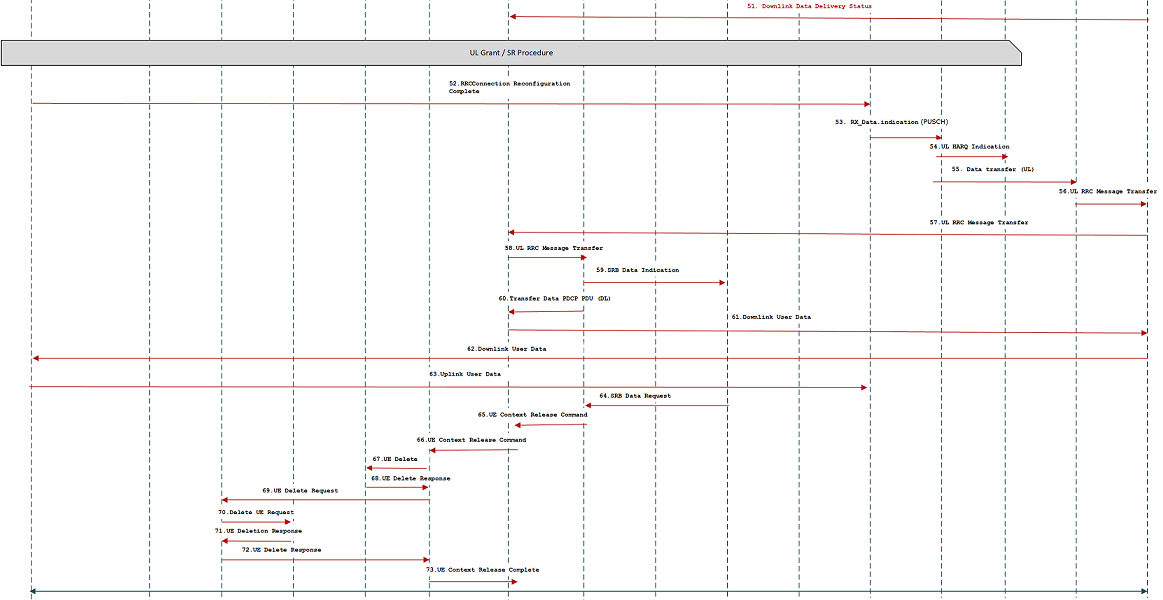 51. Downlink Data Delivery Status
UL Grant / SR Procedure
52.RRCConnection Reconfiguration
Complete
53. RX_Data.indication (PUSCH)
54.UL HARQ Indication
55. Data transfer (UL)
56.UL RRC Message Transfer
57.UL RRC Message Transfer
58.UL RRC Message Transfer
59.SRB Data Indication
60.Transfer Data PDCP PDU (DL)
61.Downlink User Data
62.Downlink User Data
63.Uplink User Data
64.SRB Data Request
65.UE Context Release Command
66.UE Context Release Command
67.UE Delete
68.UE Delete Response
69.UE Delete Request
70.Delete UE Request
71.UE Deletion Response
72.UE Delete Response
73.UE Context Release Complete